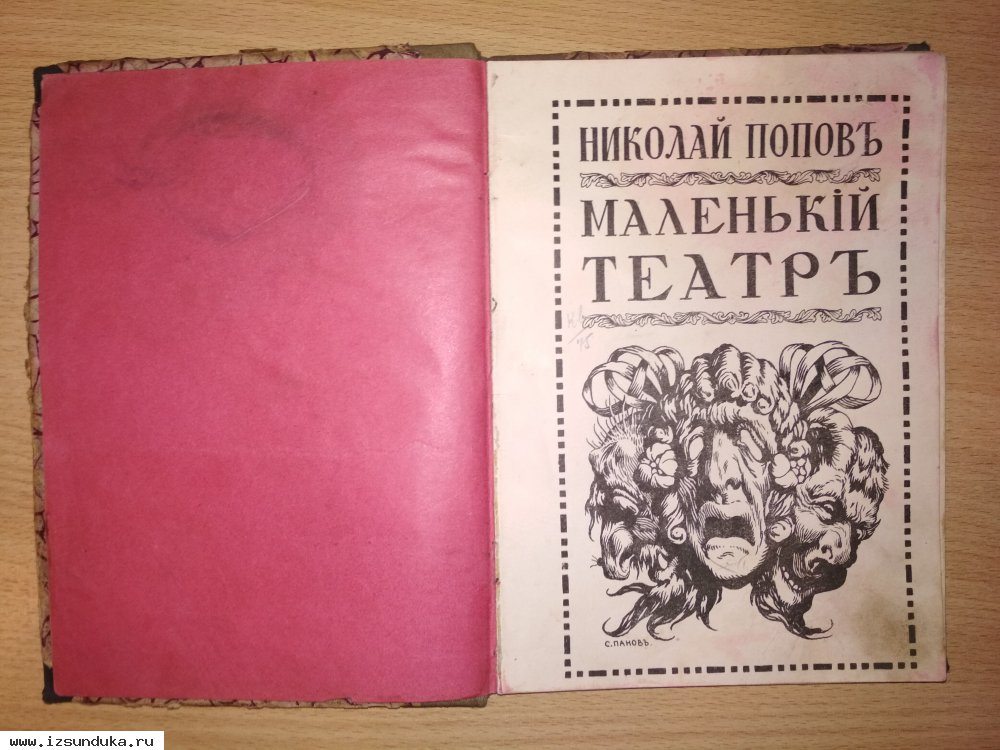 НИКОЛАЙ ПОПОВЪ
МАЛЕНЬКІЙ
ТЕАТРЪ
С.ПАНОВЪ.
www.izsunduka.ru